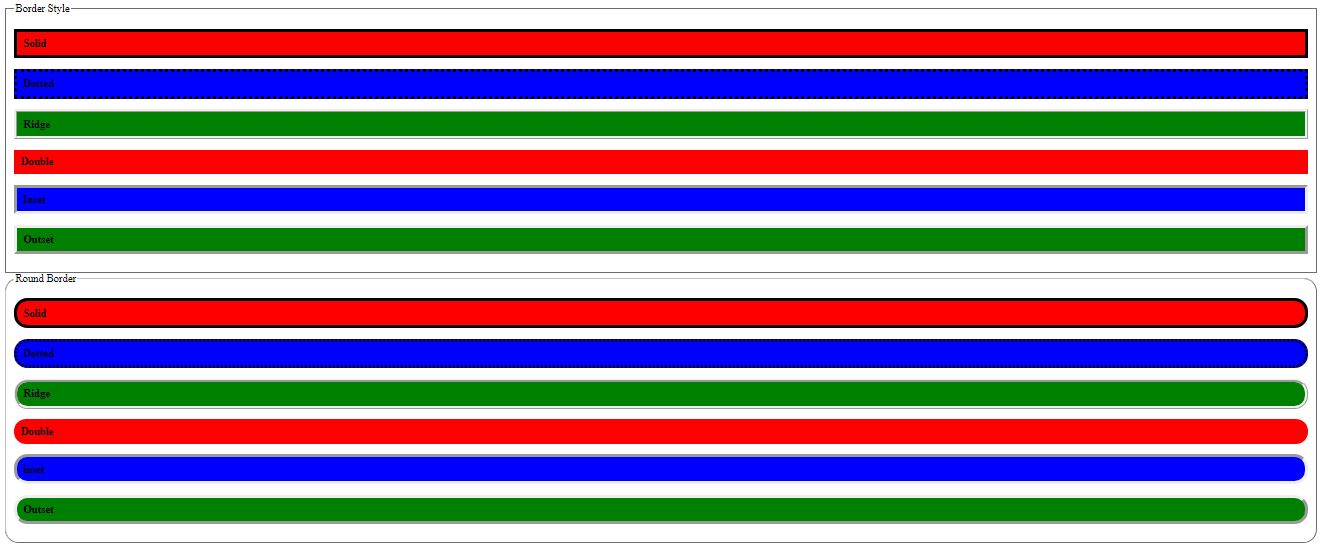 Border Style
Solid
Dotted
Ridge
Double
Inset
Outset
Round Border
Solid
Dotted
Ridge
Double
inset
Outset